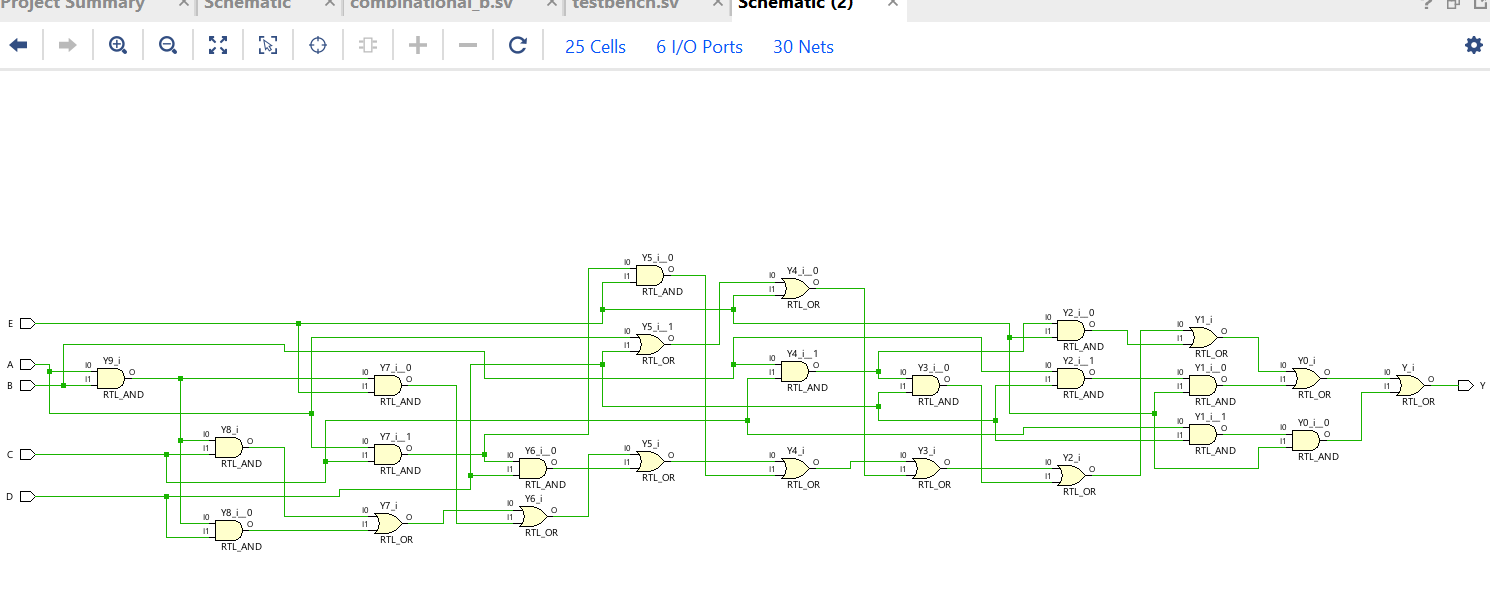 Project Summary × Schematic × combinational_b.sv × testbench.sv × Schematic (2) × ?
25 Cells 6 I/O Ports 30 Nets
Y5_i__0
I0 O
I1
RTL_AND
Y4_i__0
I0 O
I1
RTL_OR
E
Y5_i__1
I0 O
I1
RTL_OR
Y2_i__0
I0 O
I1
RTL_AND
Y1_i
I0 O
I1
RTL_OR
A
B
Y9_i
I0 O
I1
RTL_AND
Y7_i__0
I0 O
I1
RTL_AND
Y4_i__1
I0 O
I1
RTL_AND
Y3_i__0
I0 O
I1
RTL_AND
Y2_i__1
I0 O
I1
RTL_AND
Y1_i__0
I0 O
I1
RTL_AND
Y0_i
I0 O
I1
RTL_OR
Y_i
I0 O
I1
RTL_OR
Y
C
Y8_i
I0 O
I1
RTL_AND
Y7_i__1
I0 O
I1
RTL_AND
Y6_i__0
I0 O
I1
RTL_AND
Y5_i
I0 O
I1
RTL_OR
Y4_i
I0 O
I1
RTL_OR
Y3_i
I0 O
I1
RTL_OR
Y2_i
I0 O
I1
RTL_OR
Y1_i__1
I0 O
I1
RTL_AND
Y0_i__0
I0 O
I1
RTL_AND
D
Y8_i__0
I0 O
I1
RTL_AND
Y7_i
I0 O
I1
RTL_OR
Y6_i
I0 O
I1
RTL_OR